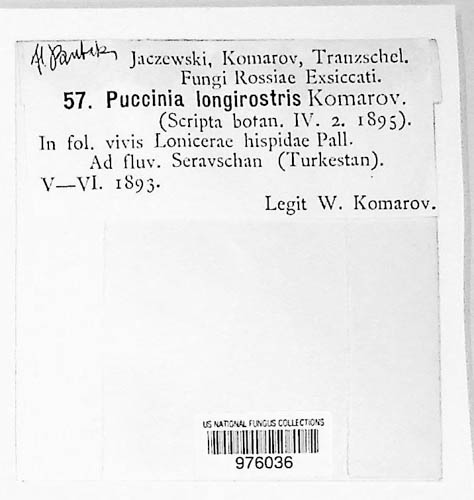 Jaczewski, Komarov, Tranzschel.
Fungi Rossiae Exsiccati.
57. Puccinia longirostris Komarov.
(Scripta botan. IV. 2. 1895).
In fol. vivis Lonicerae hispidae Pall.
Ad fluv. Seravschan (Turkestan).
V—VI. 1893.
Legit W. Komarov.
US NATIONAL FUNGUS COLLECTIONS
976036